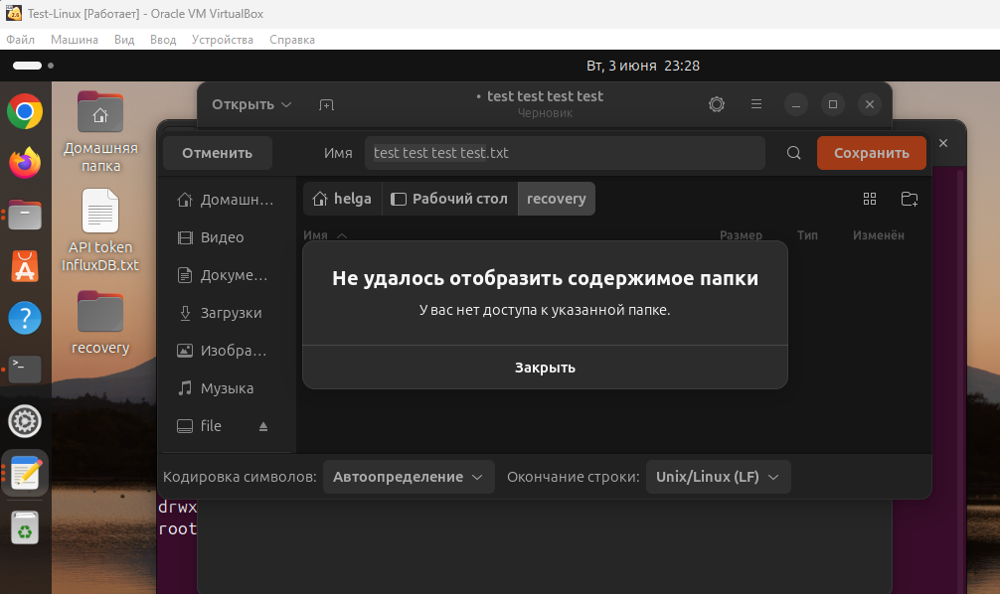 Test-Linux [Работает] - Oracle VM VirtualBox
Файл Машина Вид Ввод Устройства Справка
Вт, 3 июня 23:28
Открыть
• test test test test
Черновик
Домашняя
папка
API token
InfluxDB.txt
recovery
Отменить
Имя
test test test test.txt
Сохранить
Домашн...
Видео
Докуме...
Загрузки
Изобра...
Музыка
file
helga
Рабочий стол
recovery
Имя Размер Тип Изменён
Не удалось отобразить содержимое папки
У вас нет доступа к указанной папке.
Закрыть
Кодировка символов: Автоопределение Окончание строки: Unix/Linux (LF)
drwx
root